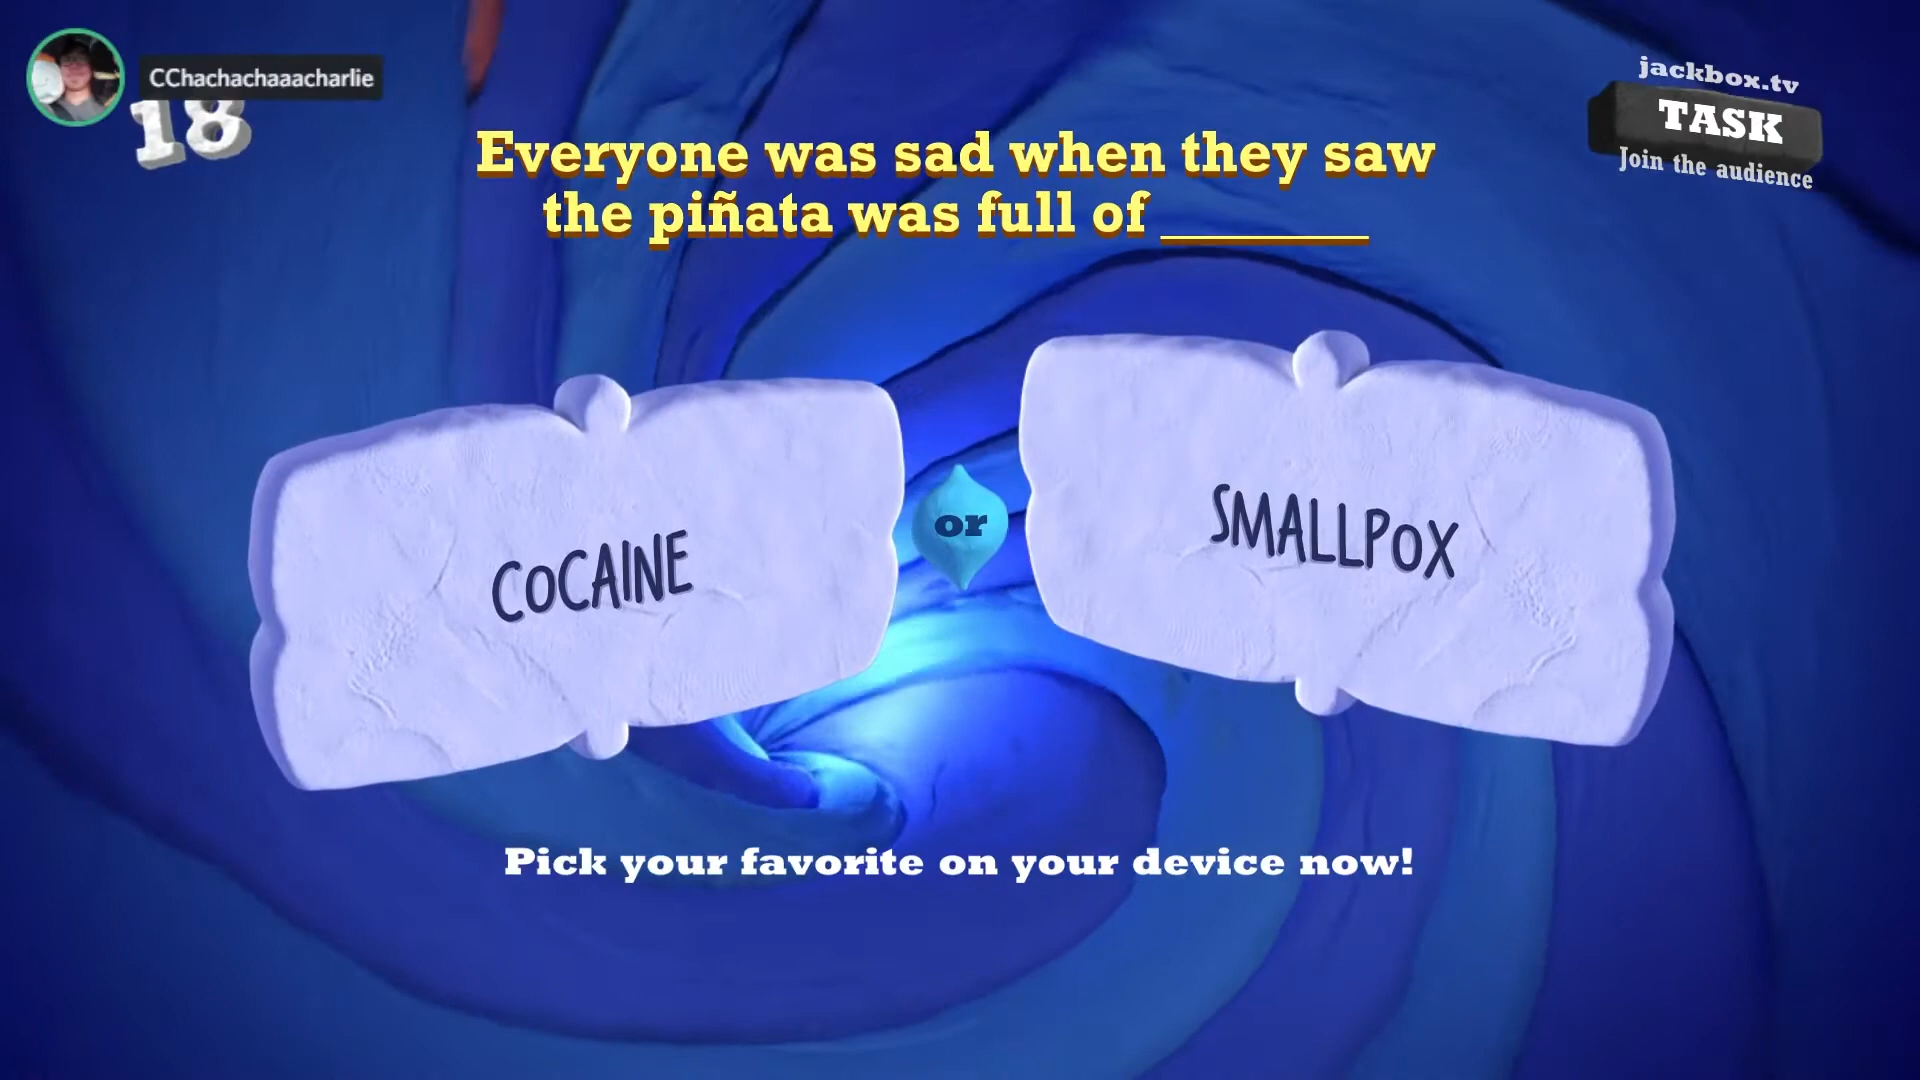 CChachachaaacharlie
18
jackbox.tv
TASK
Join the audience
Everyone was sad when they saw
the piñata was full of ________
COCAINE
or
SMALLPOX
Pick your favorite on your device now!